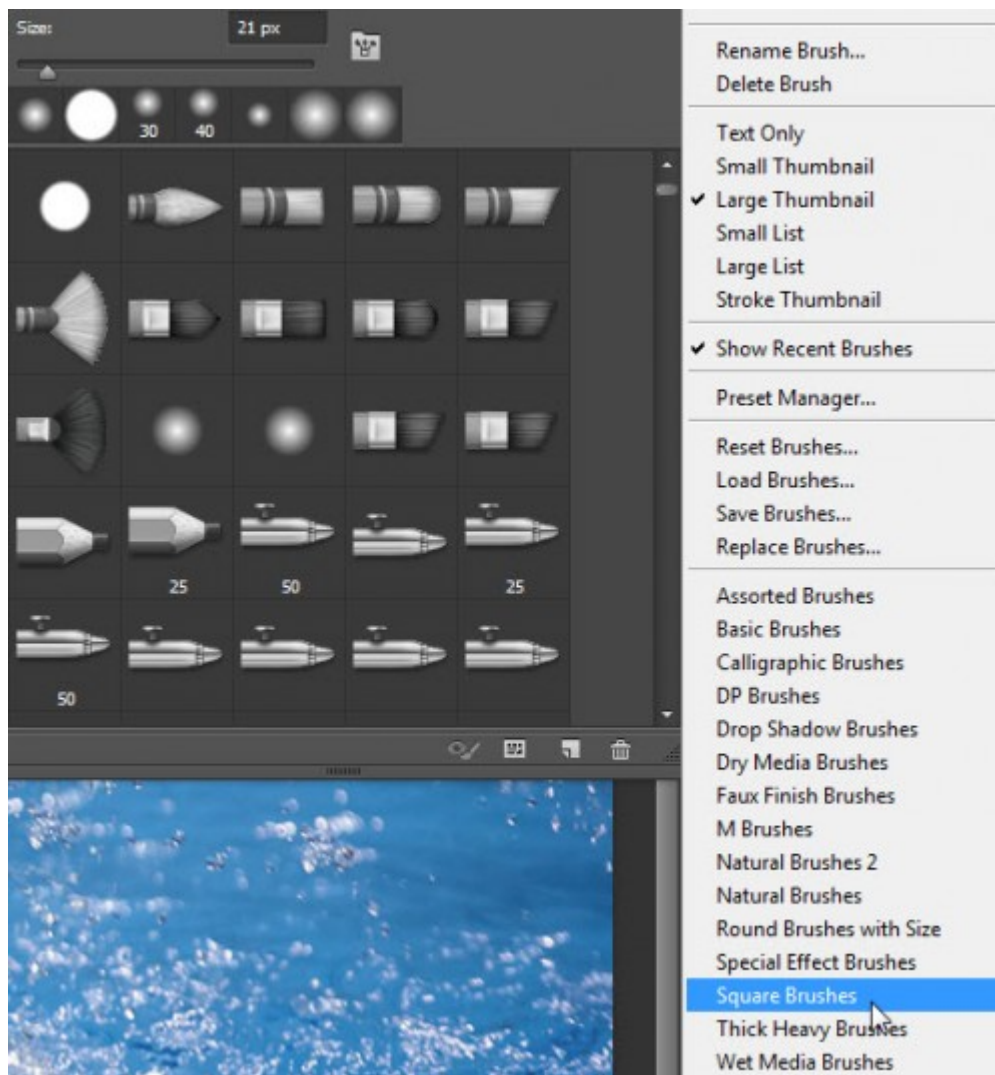 Size:
21 px
30
40
25
50
25
50
Rename Brush...
Delete Brush
Text Only
Small Thumbnail
Large Thumbnail
Small List
Large List
Stroke Thumbnail
Show Recent Brushes
Preset Manager...
Reset Brushes...
Load Brushes...
Save Brushes...
Replace Brushes...
Assorted Brushes
Basic Brushes
Calligraphic Brushes
DP Brushes
Drop Shadow Brushes
Dry Media Brushes
Faux Finish Brushes
M Brushes
Natural Brushes 2
Natural Brushes
Round Brushes with Size
Special Effect Brushes
Square Brushes
Thick Heavy Brushes
Wet Media Brushes